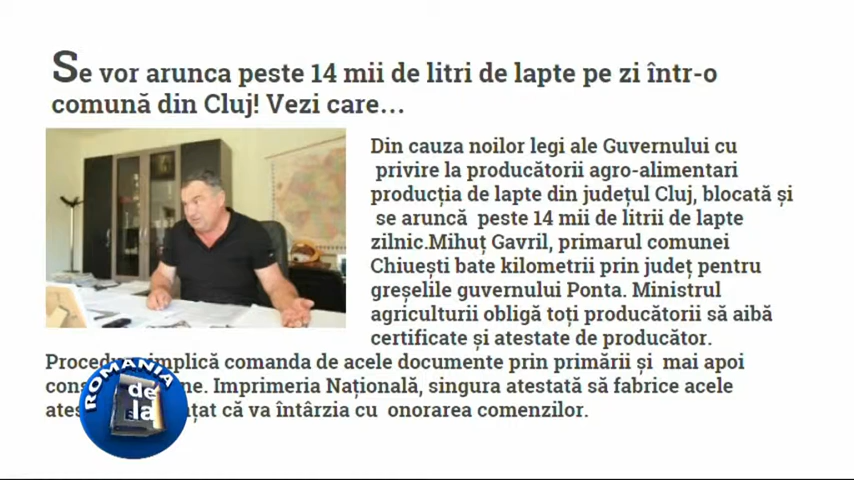 Se vor arunca peste 14 mii de litri de lapte pe zi într-o
comună din Cluj! Vezi care...
Din cauza noilor legi ale Guvernului cu
privire la producătorii agro-alimentari
producția de lapte din județul Cluj, blocată și
se aruncă peste 14 mii de litrii de lapte
zilnic.Mihuț Gavril, primarul comunei
Chiuești bate kilometrii prin județ pentru
greșelile guvernului Ponta. Ministrul
agriculturii obligă toți producătorii să aibă
certificate și atestate de producător.
implică comanda de acele documente prin primării și mai apoi
Imprimeria Națională, singura atestată să fabrice acele
că va întârzia cu onorarea comenzilor.
ROMANIA
de
la